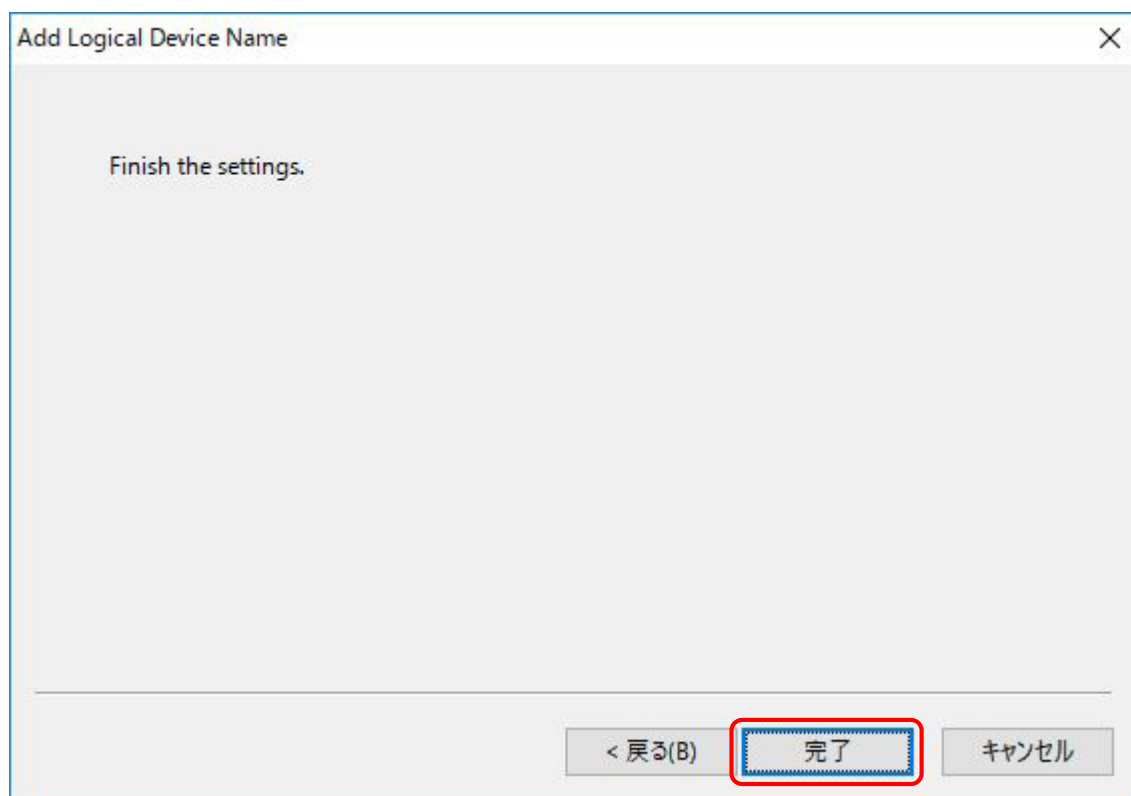 Add Logical Device Name
Finish the settings.
< 戻る(B) 完了 キャンセル